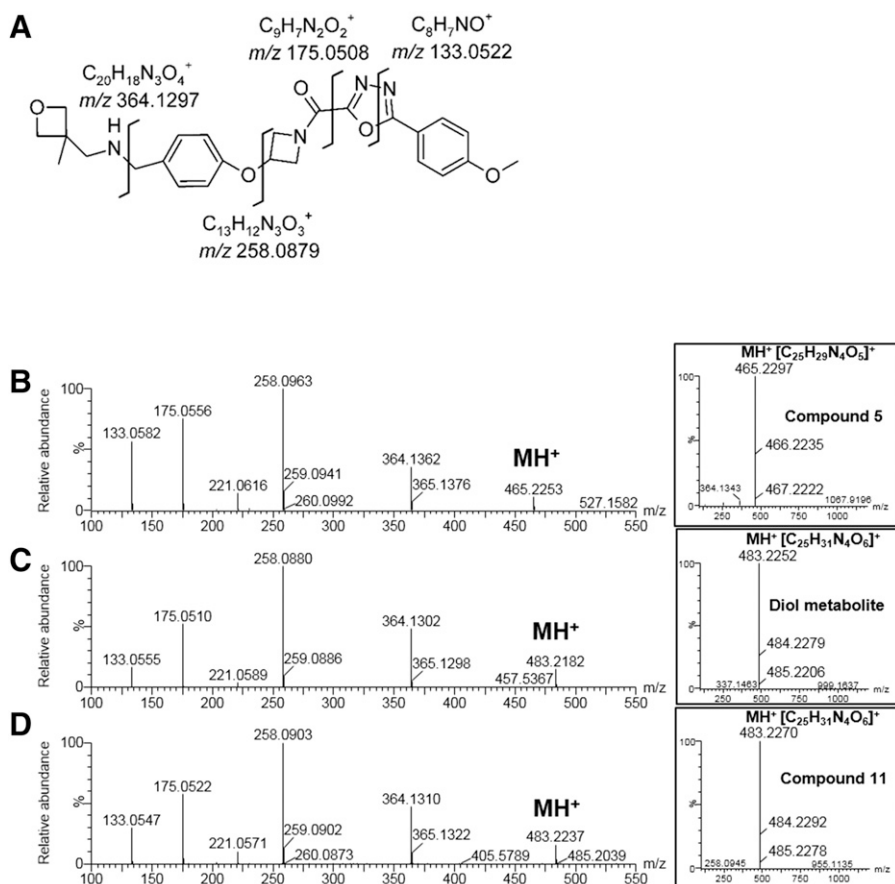 A
C₉H₇N₂O₂⁺
m/z 175.0508
C₈H₇NO⁺
m/z 133.0522
C₂₀H₁₈N₃O₄⁺
m/z 364.1297
O
H
N
O
N
O
N N
O
O
C₁₃H₁₂N₃O₃⁺
m/z 258.0879
B
Relative abundance
%
100
0
133.0582
175.0556
221.0616
258.0963
259.0941
260.0992
364.1362
365.1376
MH⁺
465.2253
527.1582
100 150 200 250 300 350 400 450 500 550 m/z
MH⁺ [C₂₅H₂₉N₄O₅]⁺
465.2297
100
%
0
Compound 5
466.2235
467.2222
364.1343
1067.9196
250 500 750 1000 m/z
C
Relative abundance
%
100
0
133.0555
175.0510
221.0589
258.0880
259.0886
364.1302
365.1298
MH⁺
483.2182
457.5367
100 150 200 250 300 350 400 450 500 550 m/z
MH⁺ [C₂₅H₃₁N₄O₆]⁺
483.2252
100
%
0
Diol metabolite
484.2279
485.2206
337.1463
999.1637
250 500 750 1000 m/z
D
Relative abundance
%
100
0
133.0547
175.0522
221.0571
258.0903
259.0902
260.0873
364.1310
365.1322
405.5789
MH⁺
483.2237
485.2039
100 150 200 250 300 350 400 450 500 550 m/z
MH⁺ [C₂₅H₃₁N₄O₆]⁺
483.2270
100
%
0
Compound 11
484.2292
485.2278
258.0945
955.1135
250 500 750 1000 m/z